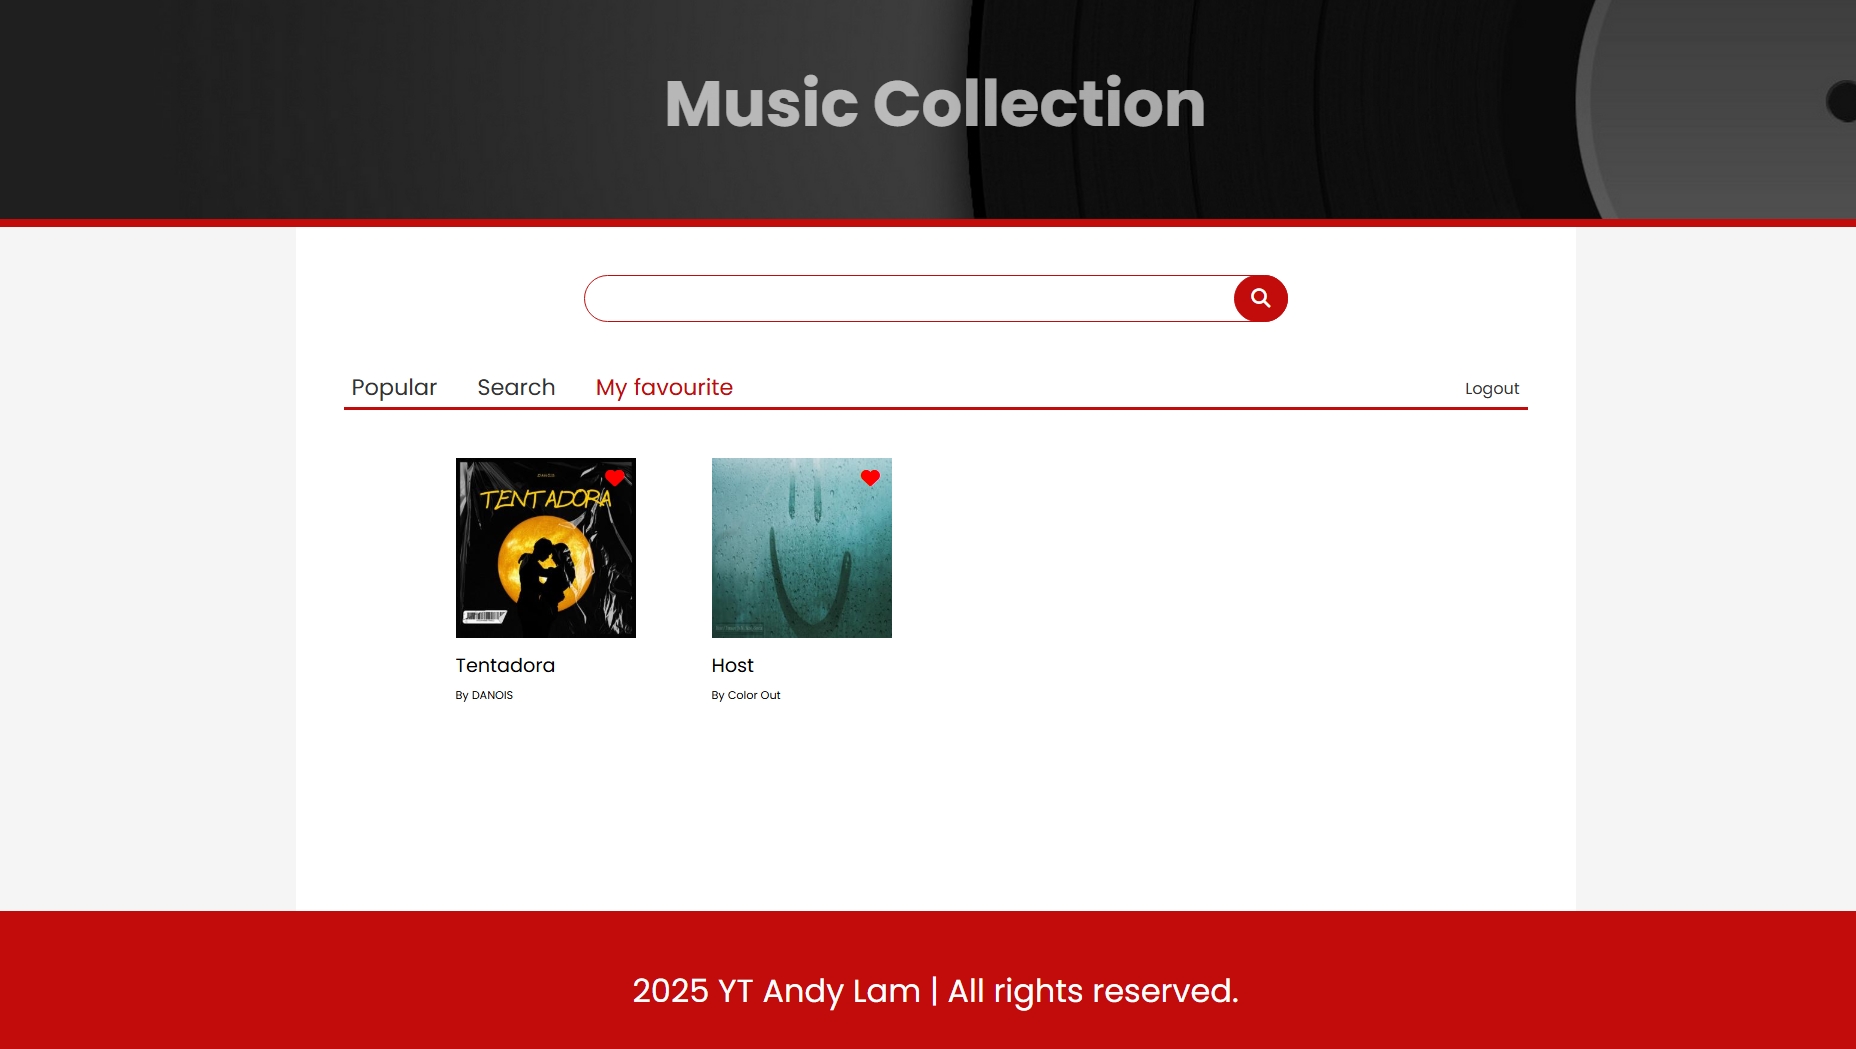 Music Collection
Popular Search My favourite Logout
TENTADORA
Tentadora
By DANOIS
Host
By Color Out
2025 YT Andy Lam | All rights reserved.